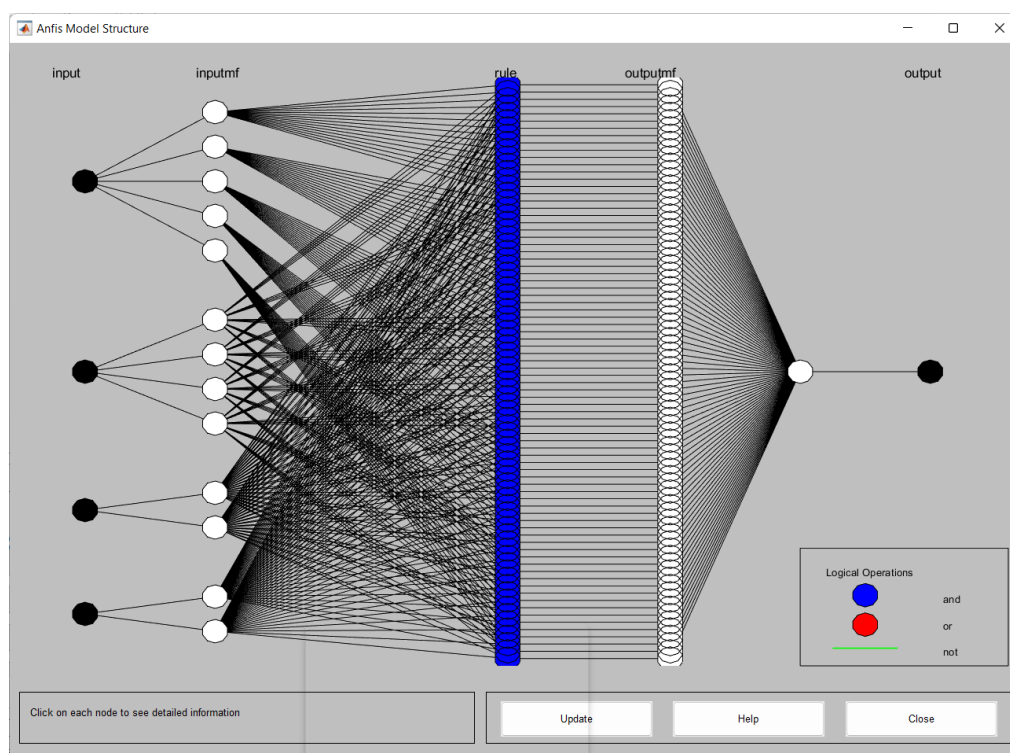 Anfis Model Structure
input
inputmf
rule
outputmf
output
Logical Operations
and
or
not
Click on each node to see detailed information
Update
Help
Close